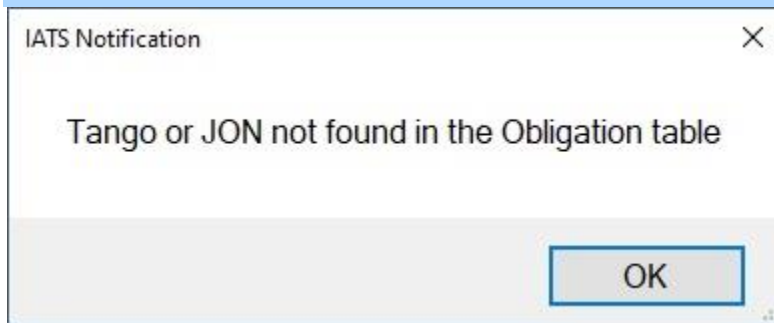 IATS Notification
Tango or JON not found in the Obligation table
OK